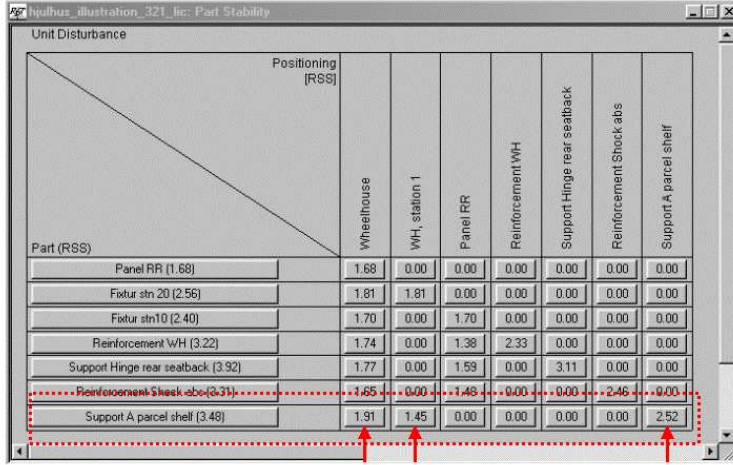 hjulhus_illustration_321_lic: Part Stability
Unit Disturbance
Positioning
[RSS]
Part (RSS)
Wheelhouse
WH, station 1
Panel RR
Reinforcement WH
Support Hinge rear seatback
Reinforcement Shock abs
Support A parcel shelf
Panel RR (1.68) 1.68 0.00 0.00 0.00 0.00 0.00 0.00
Fixtur stn 20 (2.56) 1.81 1.81 0.00 0.00 0.00 0.00 0.00
Fixtur stn10 (2.40) 1.70 0.00 1.70 0.00 0.00 0.00 0.00
Reinforcement WH (3.22) 1.74 0.00 1.38 2.33 0.00 0.00 0.00
Support Hinge rear seatback (3.92) 1.77 0.00 1.59 0.00 3.11 0.00 0.00
Reinforcement Shock abs (3.31) 1.65 0.00 1.48 0.00 0.00 2.46 0.00
Support A parcel shelf (3.48) 1.91 1.45 0.00 0.00 0.00 0.00 2.52